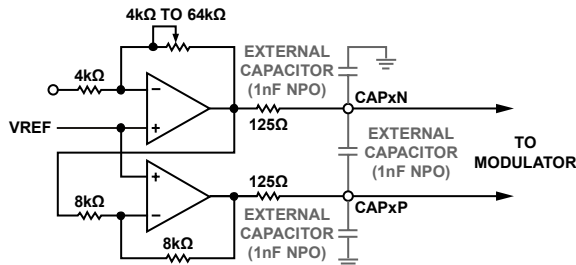 4kΩ TO 64kΩ
EXTERNAL
CAPACITOR
(1nF NPO)
4kΩ
−
+
CAPxN
125Ω
VREF
EXTERNAL
CAPACITOR
(1nF NPO)
TO
MODULATOR
+
−
125Ω
8kΩ
CAPxP
EXTERNAL
CAPACITOR
(1nF NPO)
8kΩ